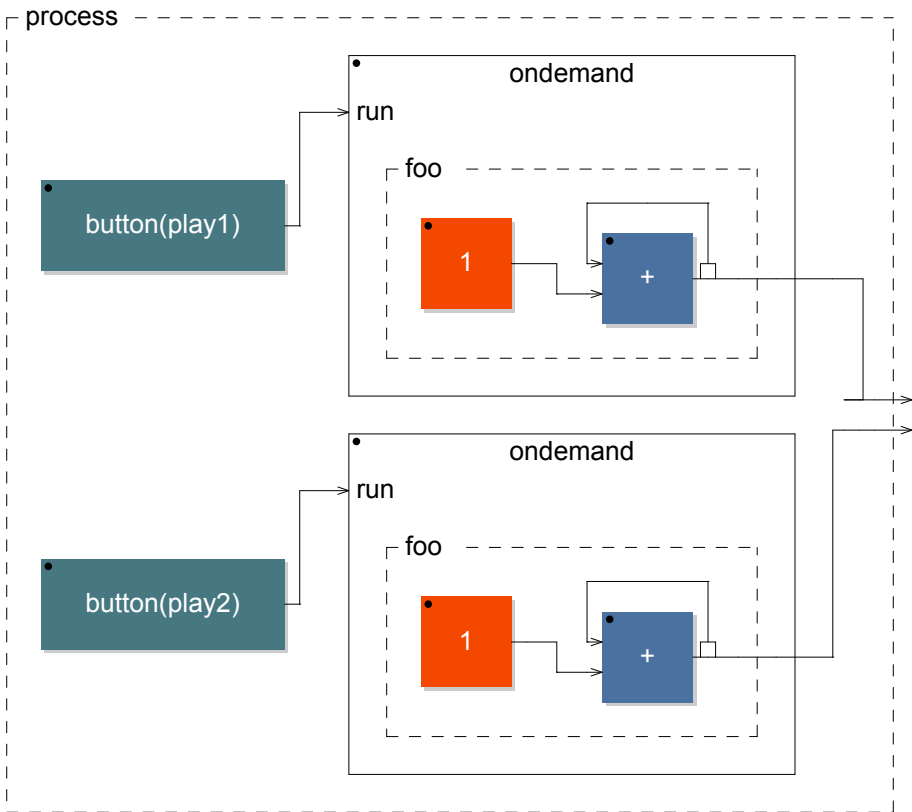 process
ondemand
run
foo
button(play1)
1
+
ondemand
run
foo
button(play2)
1
+